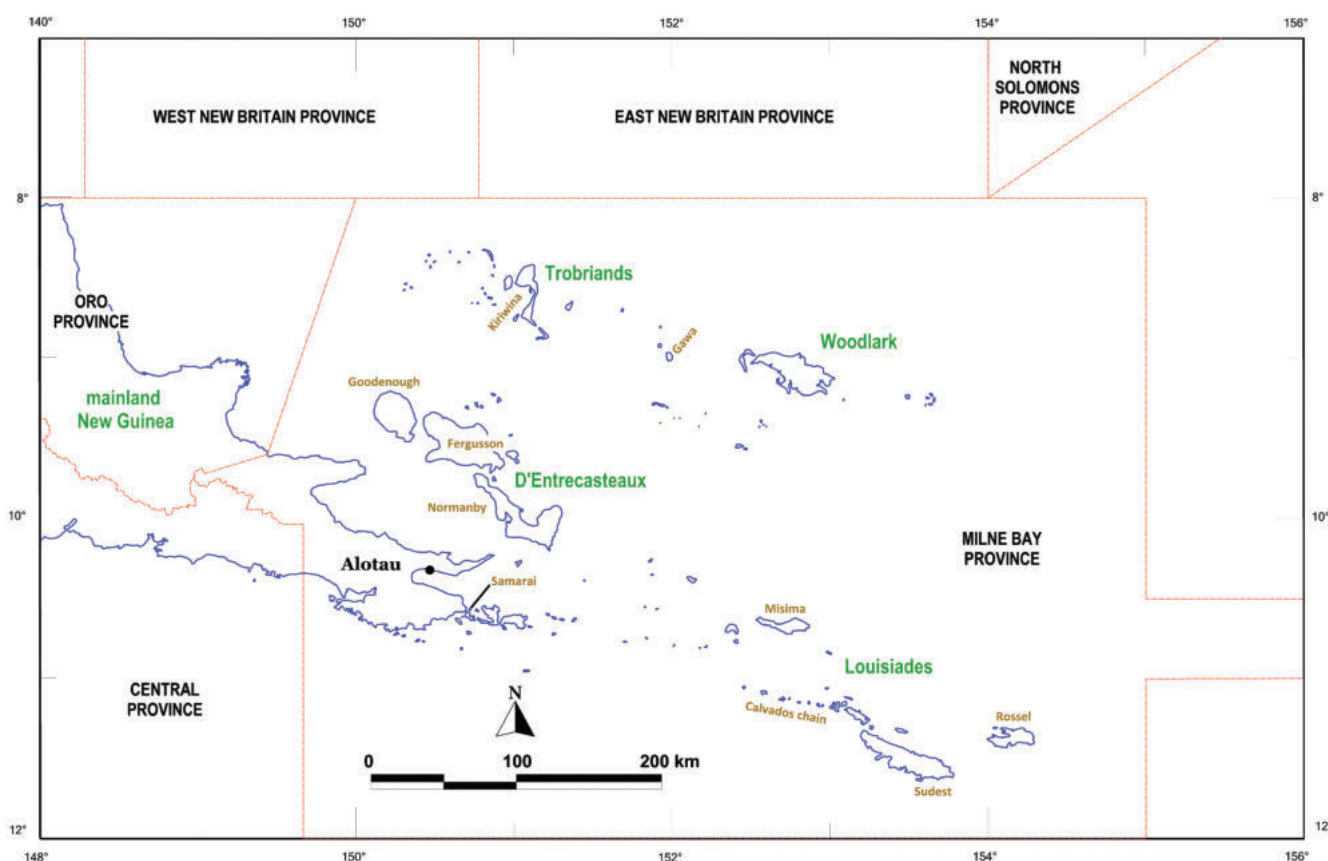 140° 150° 152° 154° 156°
WEST NEW BRITAIN PROVINCE
EAST NEW BRITAIN PROVINCE
NORTH
SOLOMONS
PROVINCE
8° 8°
Trobriands
Kiriwina
ORO
PROVINCE
Gawa
Woodlark
Goodenough
mainland
New Guinea
Fergusson
D'Entrecasteaux
Normanby
10° 10°
MILNE BAY
PROVINCE
Alotau
Samarai
Misima
Louisiades
CENTRAL
PROVINCE
N
Calvados chain
Rossel
0 100 200 km
Sudest
12° 12
148° 150° 152° 154° 156°